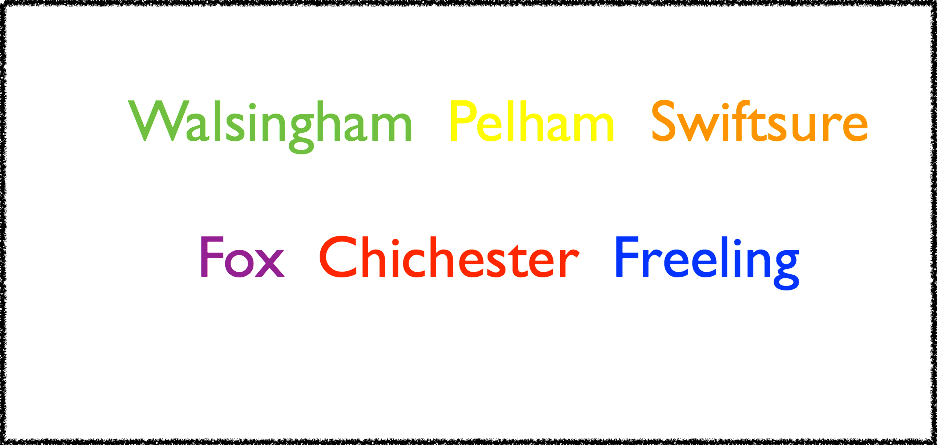 Walsingham Pelham Swiftsure
Fox Chichester Freeling